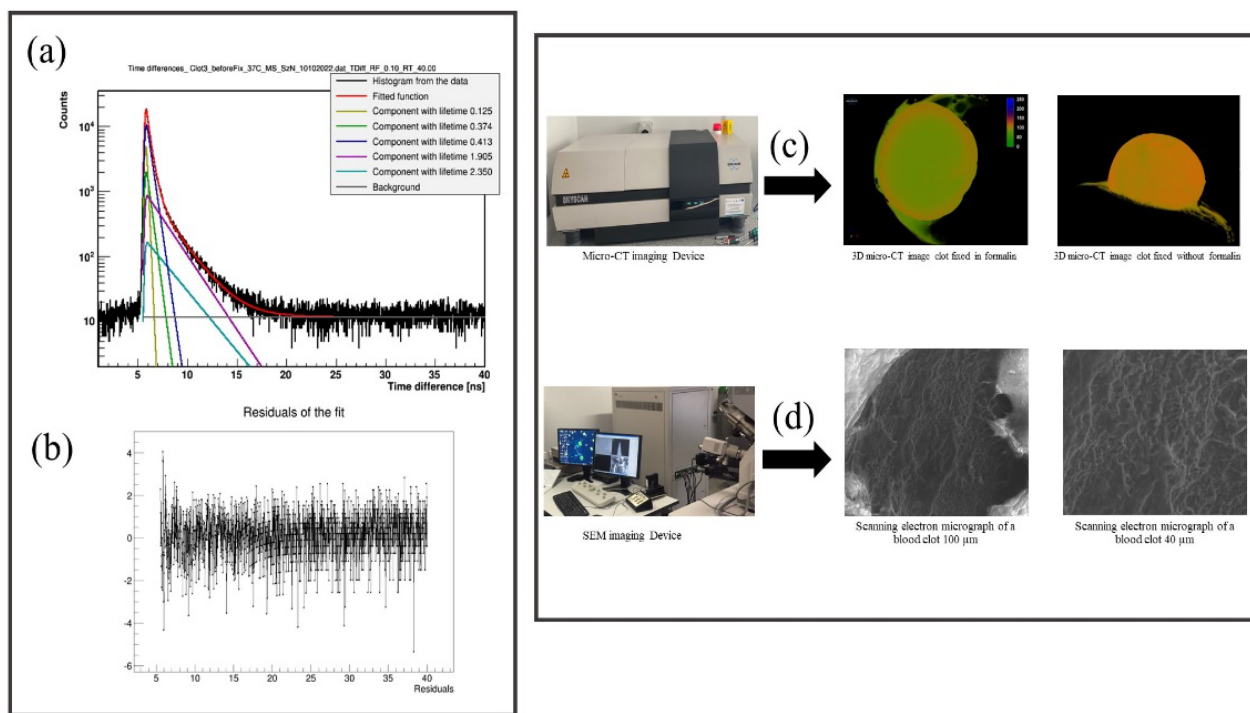 (a)
Time differences_ Clot3_beforeFix_37C_MS_SzN_10102022.dat_TDiff_RF_0.10_RT_40.00
Counts
Histogram from the data
Fitted function
Component with lifetime 0.125
Component with lifetime 0.374
Component with lifetime 0.413
Component with lifetime 1.905
Component with lifetime 2.350
Background
10⁴
10³
10²
10
5 10 15 20 25 30 35 40
Time difference [ns]
Residuals of the fit
(b)
4
2
0
-2
-4
-6
5 10 15 20 25 30 35 40
Residuals
SKYSCAN
Micro-CT imaging Device
(c)
150
100
50
0
3D micro-CT image clot fixed in formalin
3D micro-CT image clot fixed without formalin
SEM imaging Device
(d)
Scanning electron micrograph of a
blood clot 100 µm
Scanning electron micrograph of a
blood clot 40 µm